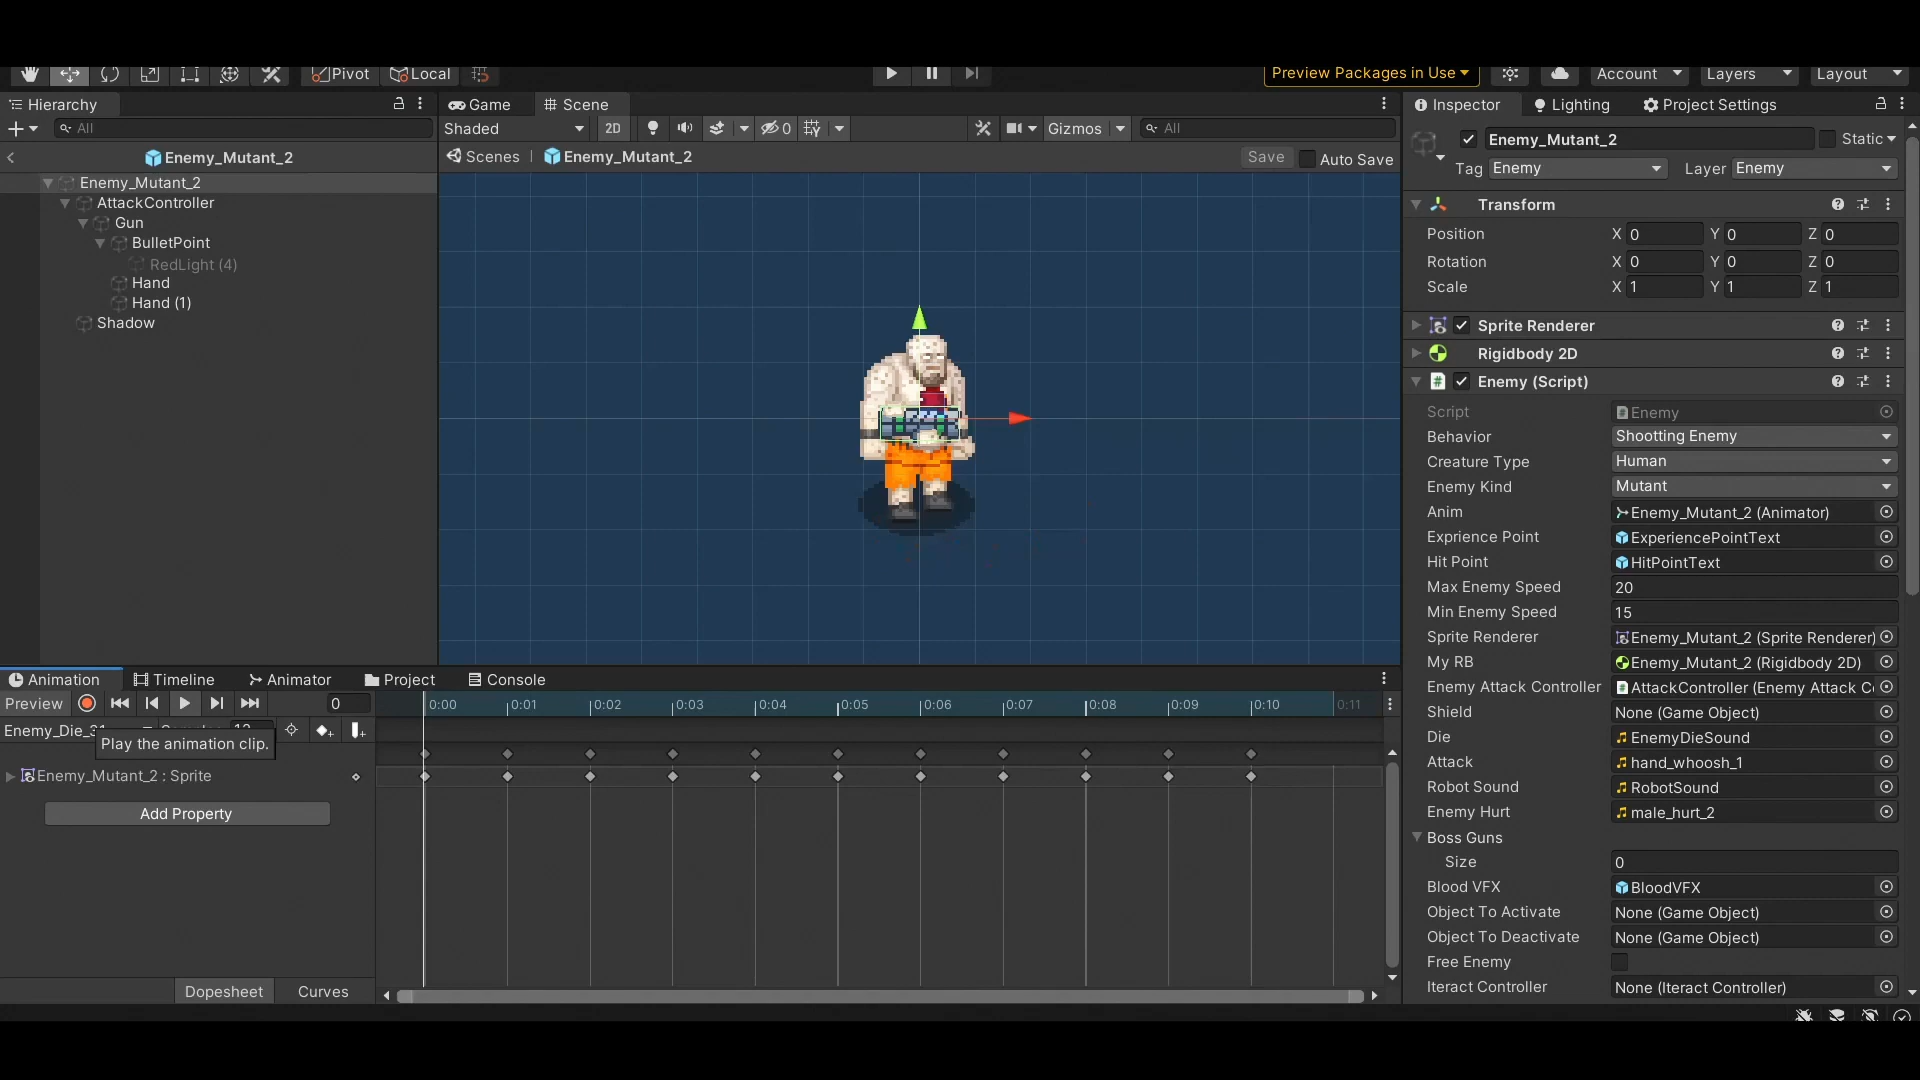 Pivot
Local
Preview Packages in Use
Account
Layers
Layout
Hierarchy
All
Enemy_Mutant_2
Enemy_Mutant_2
AttackController
Gun
BulletPoint
RedLight (4)
Hand
Hand (1)
Shadow
Game
Scene
Shaded
2D
0
Gizmos
All
Scenes
Enemy_Mutant_2
Save
Auto Save
Inspector
Lighting
Project Settings
Enemy_Mutant_2
Static
Tag Enemy
Layer Enemy
Transform
Position X 0 Y 0 Z 0
Rotation X 0 Y 0 Z 0
Scale X 1 Y 1 Z 1
Sprite Renderer
Rigidbody 2D
Enemy (Script)
Script Enemy
Behavior Shootting Enemy
Creature Type Human
Enemy Kind Mutant
Anim Enemy_Mutant_2 (Animator)
Exprience Point ExperiencePointText
Hit Point HitPointText
Max Enemy Speed 20
Min Enemy Speed 15
Sprite Renderer Enemy_Mutant_2 (Sprite Renderer)
My RB Enemy_Mutant_2 (Rigidbody 2D)
Enemy Attack Controller AttackController (Enemy Attack C
Shield None (Game Object)
Die EnemyDieSound
Attack hand_whoosh_1
Robot Sound RobotSound
Enemy Hurt male_hurt_2
Boss Guns
Size 0
Blood VFX BloodVFX
Object To Activate None (Game Object)
Object To Deactivate None (Game Object)
Free Enemy
Iteract Controller None (Iteract Controller)
Animation
Timeline
Animator
Project
Console
Preview
0
0:00 0:01 0:02 0:03 0:04 0:05 0:06 0:07 0:08 0:09 0:10 0:11
Enemy_Die_
Play the animation clip.
Enemy_Mutant_2 : Sprite
Add Property
Dopesheet
Curves